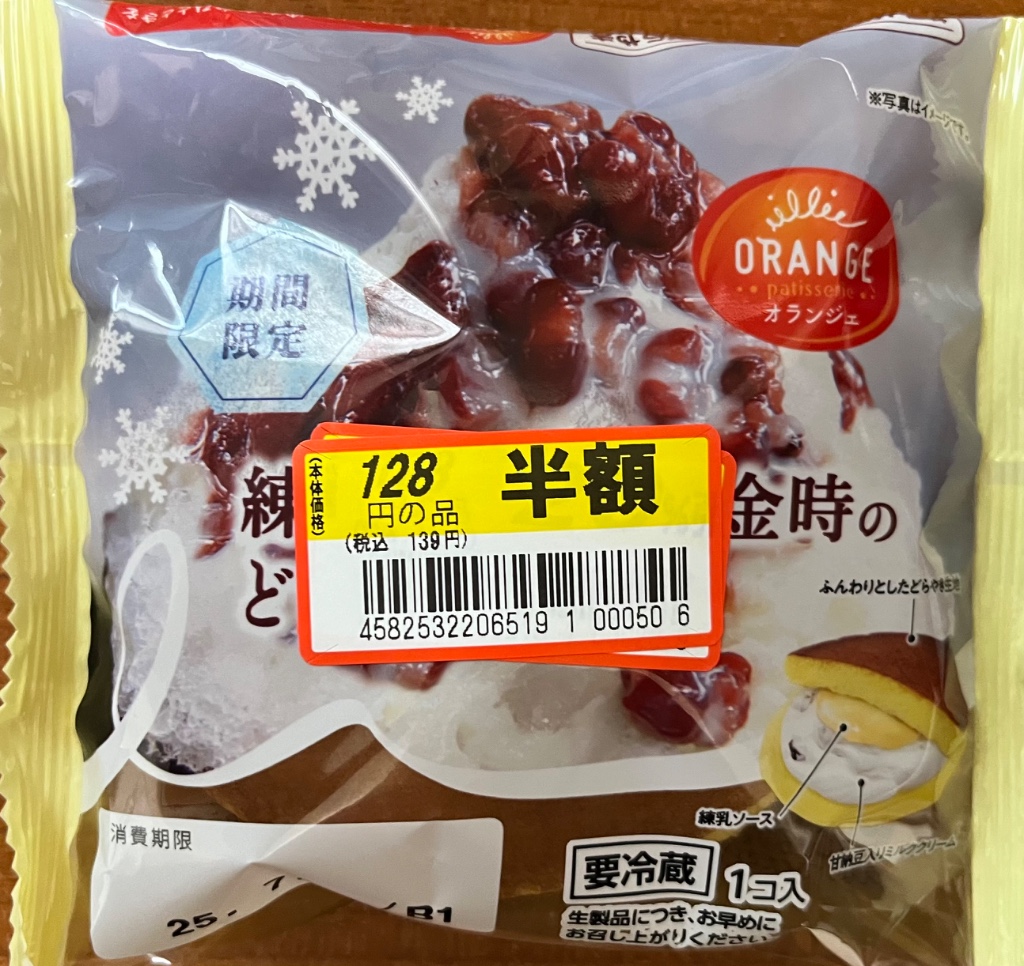 ※写真はイメージです。
ellie
ORANGE
patisserie
オランジェ
期間
限定
(本体価格)
128
円の品
半額
(税込 139円)
4582532206519 1 00050 6
練
金時の
ど
ふんわりとしたどらやき生地
練乳ソース
甘納豆入りミルククリーム
消費期限
25.
/B1
要冷蔵
1コ入
生製品につき、お早めに
お召し上がりください